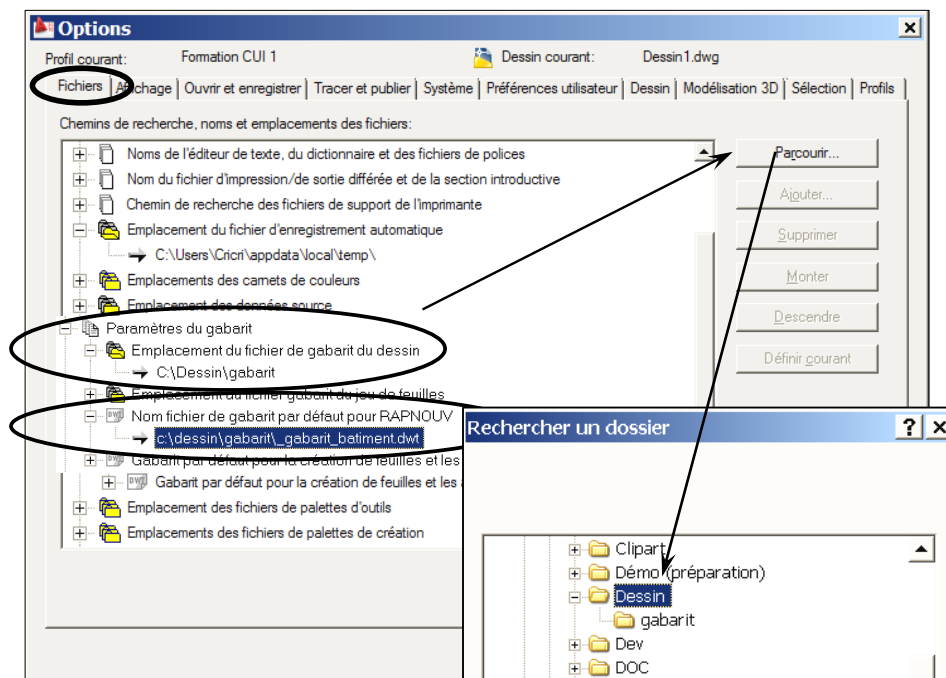 Options
Profil courant: Formation CUI 1 Dessin courant: Dessin1.dwg
Fichiers Affichage Ouvrir et enregistrer Tracer et publier Système Préférences utilisateur Dessin Modélisation 3D Sélection Profils
Chemins de recherche, noms et emplacements des fichiers:
Noms de l'éditeur de texte, du dictionnaire et des fichiers de polices
Nom du fichier d'impression/de sortie différée et de la section introductive
Chemin de recherche des fichiers de support de l'imprimante
Emplacement du fichier d'enregistrement automatique
C:\Users\Cricri\appdata\local\temp\
Emplacements des carnets de couleurs
Emplacement des données source
Paramètres du gabarit
Emplacement du fichier de gabarit du dessin
C:\Dessin\gabarit
Emplacement du fichier gabarit du jeu de feuilles
Nom fichier de gabarit par défaut pour RAPNOUV
c:\dessin\gabarit\_gabarit_batiment.dwt
Gabarit par défaut pour la création de feuilles et les
Gabarit par défaut pour la création de feuilles et les
Emplacement des fichiers de palettes d'outils
Emplacements des fichiers de palettes de création
Parcourir...
Ajouter...
Supprimer
Monter
Descendre
Définir courant
Rechercher un dossier
Clipart
Démo (préparation)
Dessin
gabarit
Dev
DOC